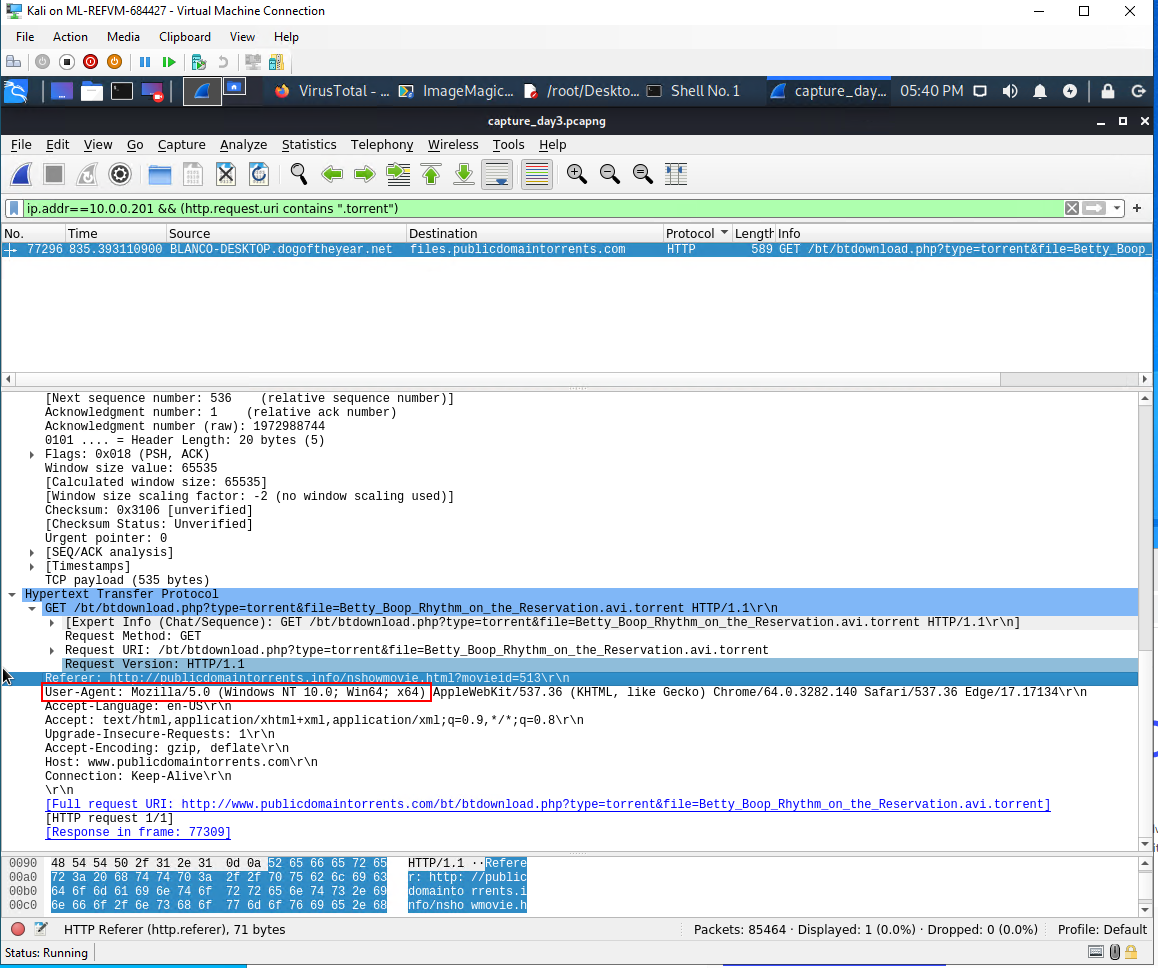 Kali on ML-REFVM-684427 - Virtual Machine Connection
File Action Media Clipboard View Help
VirusTotal - ... ImageMagic... /root/Deskto... Shell No. 1 capture_day... 05:40 PM
capture_day3.pcapng
File Edit View Go Capture Analyze Statistics Telephony Wireless Tools Help
ip.addr==10.0.0.201 && (http.request.uri contains ".torrent")
No. Time Source Destination Protocol Length Info
77296 835.393110900 BLANCO-DESKTOP.dogoftheyear.net files.publicdomaintorrents.com HTTP 589 GET /bt/btdownload.php?type=torrent&file=Betty_Boop_
[Next sequence number: 536 (relative sequence number)]
Acknowledgment number: 1 (relative ack number)
Acknowledgment number (raw): 1972988744
0101 .... = Header Length: 20 bytes (5)
Flags: 0x018 (PSH, ACK)
Window size value: 65535
[Calculated window size: 65535]
[Window size scaling factor: -2 (no window scaling used)]
Checksum: 0x3106 [unverified]
[Checksum Status: Unverified]
Urgent pointer: 0
[SEQ/ACK analysis]
[Timestamps]
TCP payload (535 bytes)
Hypertext Transfer Protocol
GET /bt/btdownload.php?type=torrent&file=Betty_Boop_Rhythm_on_the_Reservation.avi.torrent HTTP/1.1\r\n
[Expert Info (Chat/Sequence): GET /bt/btdownload.php?type=torrent&file=Betty_Boop_Rhythm_on_the_Reservation.avi.torrent HTTP/1.1\r\n]
Request Method: GET
Request URI: /bt/btdownload.php?type=torrent&file=Betty_Boop_Rhythm_on_the_Reservation.avi.torrent
Request Version: HTTP/1.1
Referer: http://publicdomaintorrents.info/nshowmovie.html?movieid=513\r\n
User-Agent: Mozilla/5.0 (Windows NT 10.0; Win64; x64) AppleWebKit/537.36 (KHTML, like Gecko) Chrome/64.0.3282.140 Safari/537.36 Edge/17.17134\r\n
Accept-Language: en-US\r\n
Accept: text/html,application/xhtml+xml,application/xml;q=0.9,*/*;q=0.8\r\n
Upgrade-Insecure-Requests: 1\r\n
Accept-Encoding: gzip, deflate\r\n
Host: www.publicdomaintorrents.com\r\n
Connection: Keep-Alive\r\n
\r\n
[Full request URI: http://www.publicdomaintorrents.com/bt/btdownload.php?type=torrent&file=Betty_Boop_Rhythm_on_the_Reservation.avi.torrent]
[HTTP request 1/1]
[Response in frame: 77309]
0090 48 54 54 50 2f 31 2e 31 0d 0a 52 65 66 65 72 65 HTTP/1.1 ··Refere
00a0 72 3a 20 68 74 74 70 3a 2f 2f 70 75 62 6c 69 63 r: http: //public
00b0 64 6f 6d 61 69 6e 74 6f 72 72 65 6e 74 73 2e 69 domainto rrents.i
00c0 6e 66 6f 2f 6e 73 68 6f 77 6d 6f 76 69 65 2e 68 nfo/nsho wmovie.h
HTTP Referer (http.referer), 71 bytes Packets: 85464 · Displayed: 1 (0.0%) · Dropped: 0 (0.0%) Profile: Default
Status: Running